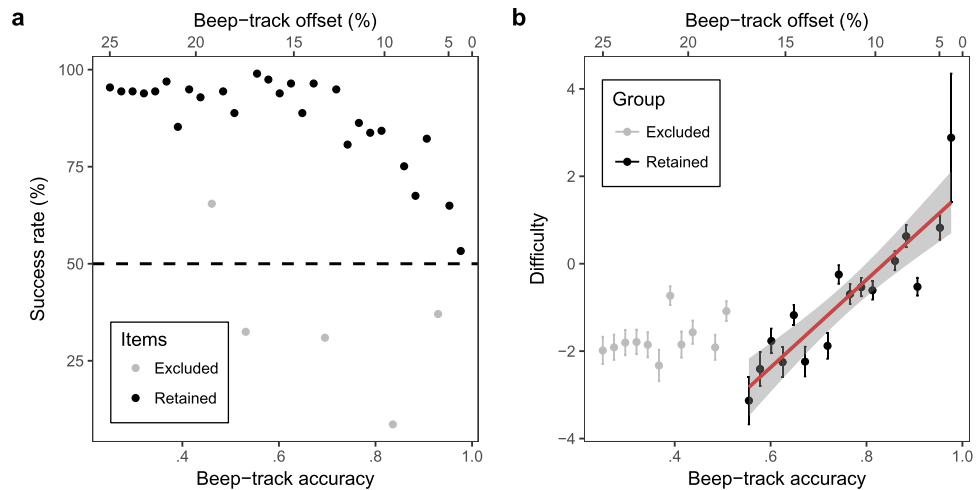 a
Beep−track offset (%)
25 20 15 10 5 0
Success rate (%)
100
75
50
25
Items
Excluded
Retained
.4 .6 .8 1.0
Beep−track accuracy
b
Beep−track offset (%)
25 20 15 10 5 0
Difficulty
4
2
0
−2
−4
Group
Excluded
Retained
.4 .6 .8 1.0
Beep−track accuracy